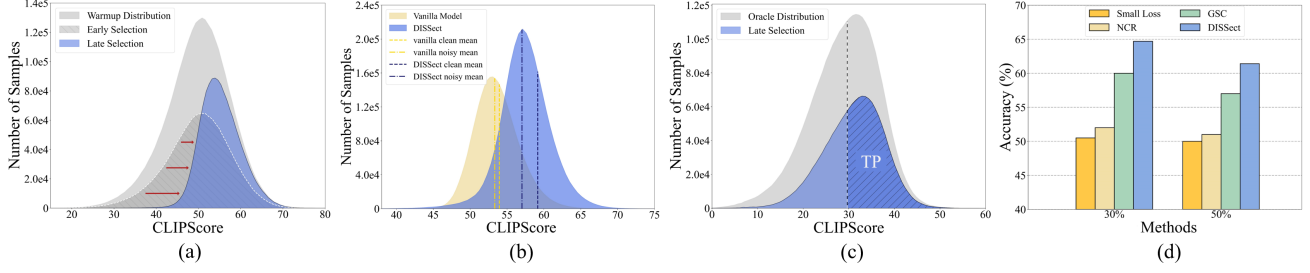 Number of Samples
1.4e5
1.2e5
1.0e5
8.0e4
6.0e4
4.0e4
2.0e4
Warmup Distribution
Early Selection
Late Selection
20 30 40 50 60 70 80
CLIPScore
(a)
Number of Samples
2.4e5
2.0e5
1.6e5
1.2e5
8.0e4
4.0e4
0.0
Vanilla Model
DISSect
vanilla clean mean
vanilla noisy mean
DISSect clean mean
DISSect noisy mean
40 45 50 55 60 65 70 75
CLIPScore
(b)
Number of Samples
1.2e5
1.0e5
8.0e4
6.0e4
4.0e4
2.0e4
Oracle Distribution
Late Selection
TP
0 10 20 30 40 50 60
CLIPScore
(c)
Accuracy (%)
70
65
60
55
50
45
40
Small Loss
NCR
GSC
DISSect
30% 50%
Methods
(d)